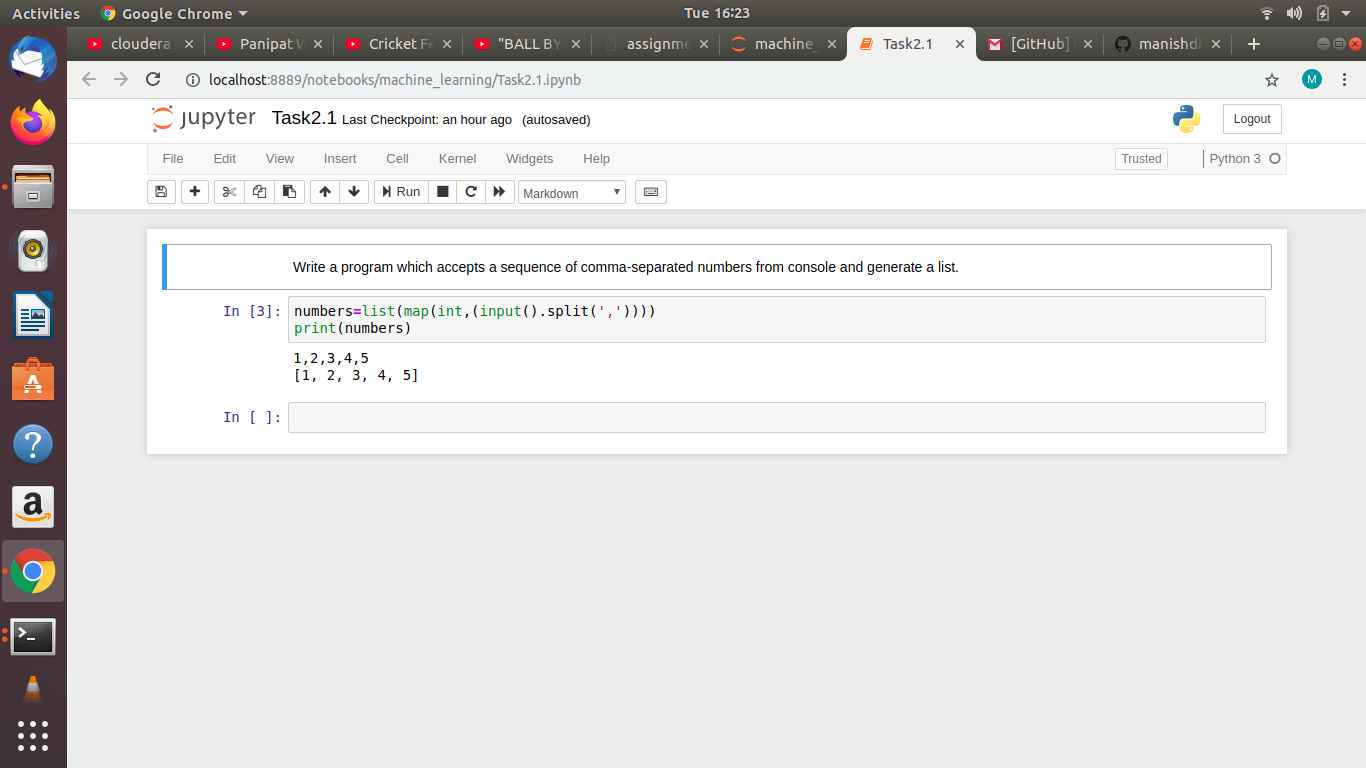 Activities Google Chrome Tue 16:23
cloudera Panipat Cricket "BALL BY Task2.1 [GitHub]
localhost:8889/notebooks/machine_learning/Task2.1.ipynb M
jupyter Task2.1 Last Checkpoint: an hour ago (autosaved) Logout
File Edit View Insert Cell Kernel Widgets Help Trusted Python 3
Run Markdown
Write a program which accepts a sequence of comma-separated numbers from console and generate a list.
In [3]: numbers=list(map(int,(input().split(','))))
print(numbers)
1,2,3,4,5
[1, 2, 3, 4, 5]
In [ ]: